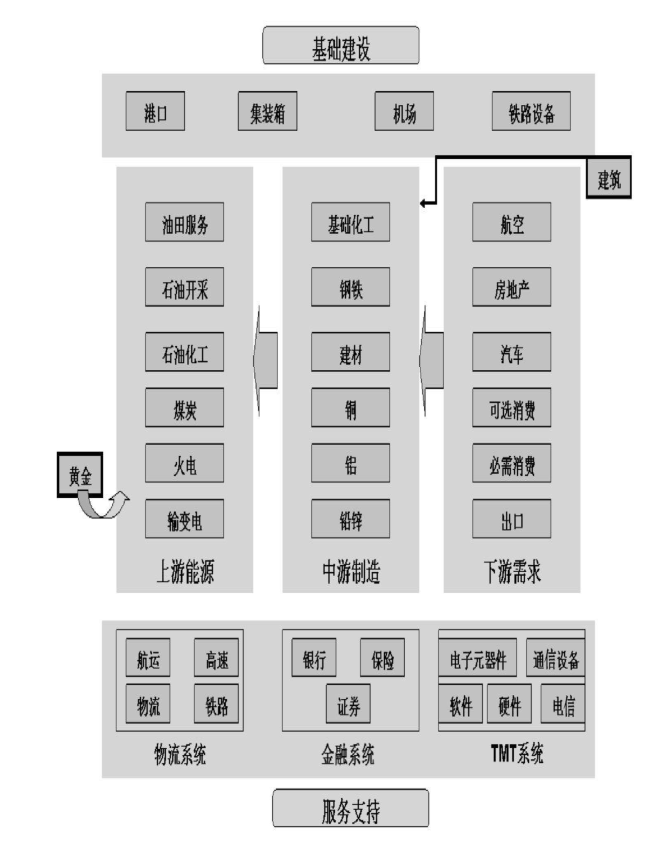 基础建设
港口 集装箱 机场 铁路设备
建筑
油田服务 基础化工 航空
石油开采 钢铁 房地产
石油化工 建材 汽车
煤炭 铜 可选消费
火电 铝 必需消费
黄金
输变电 铅锌 出口
上游能源 中游制造 下游需求
航运 高速 银行 保险 电子元器件 通信设备
物流 铁路 证券 软件 硬件 电信
物流系统 金融系统 TMT系统
服务支持